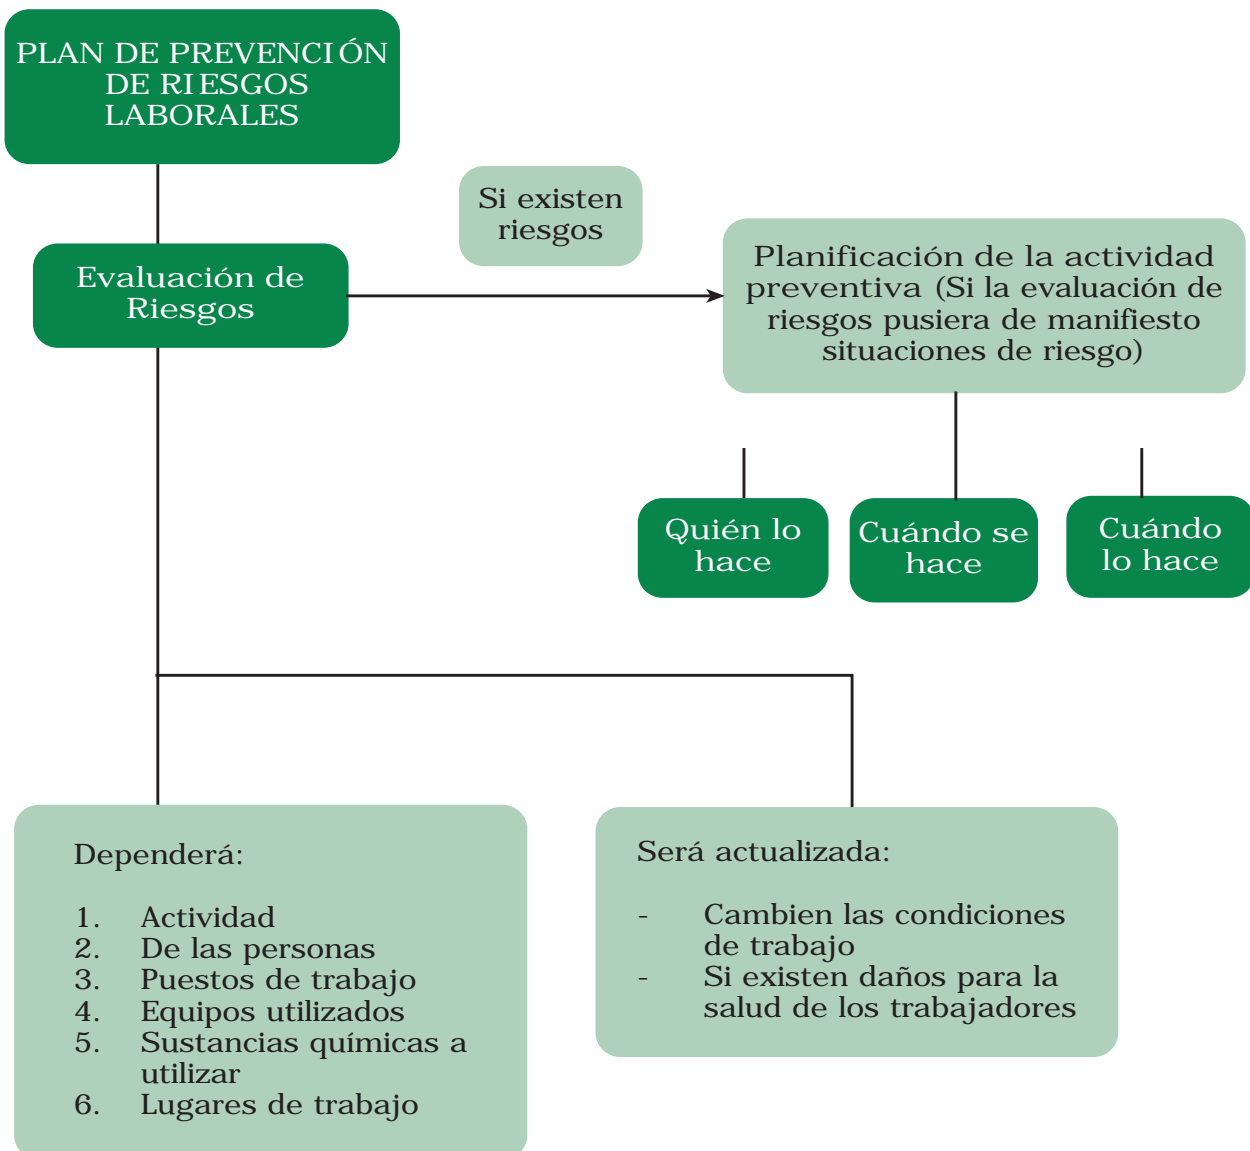 PLAN DE PREVENCIÓN
DE RIESGOS
LABORALES
Si existen
riesgos
Evaluación de
Riesgos
Planificación de la actividad
preventiva (Si la evaluación de
riesgos pusiera de manifiesto
situaciones de riesgo)
Quién lo
hace
Cuándo se
hace
Cuándo
lo hace
Dependerá:
1. Actividad
2. De las personas
3. Puestos de trabajo
4. Equipos utilizados
5. Sustancias químicas a
utilizar
6. Lugares de trabajo
Será actualizada:
- Cambien las condiciones
de trabajo
- Si existen daños para la
salud de los trabajadores